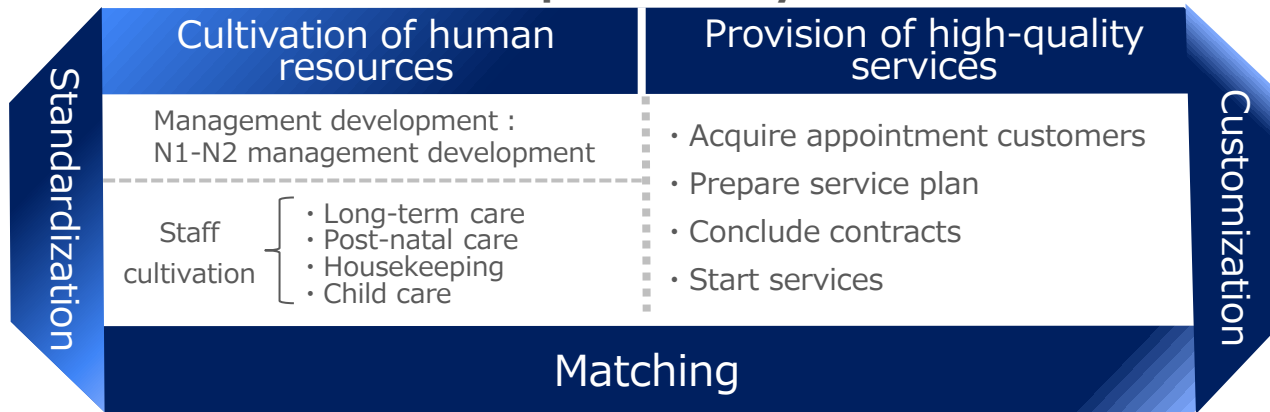 Standardization
Cultivation of human
resources
Management development :
N1-N2 management development
Staff
cultivation
・Long-term care
・Post-natal care
・Housekeeping
・Child care
Provision of high-quality
services
・Acquire appointment customers
・Prepare service plan
・Conclude contracts
・Start services
Customization
Matching